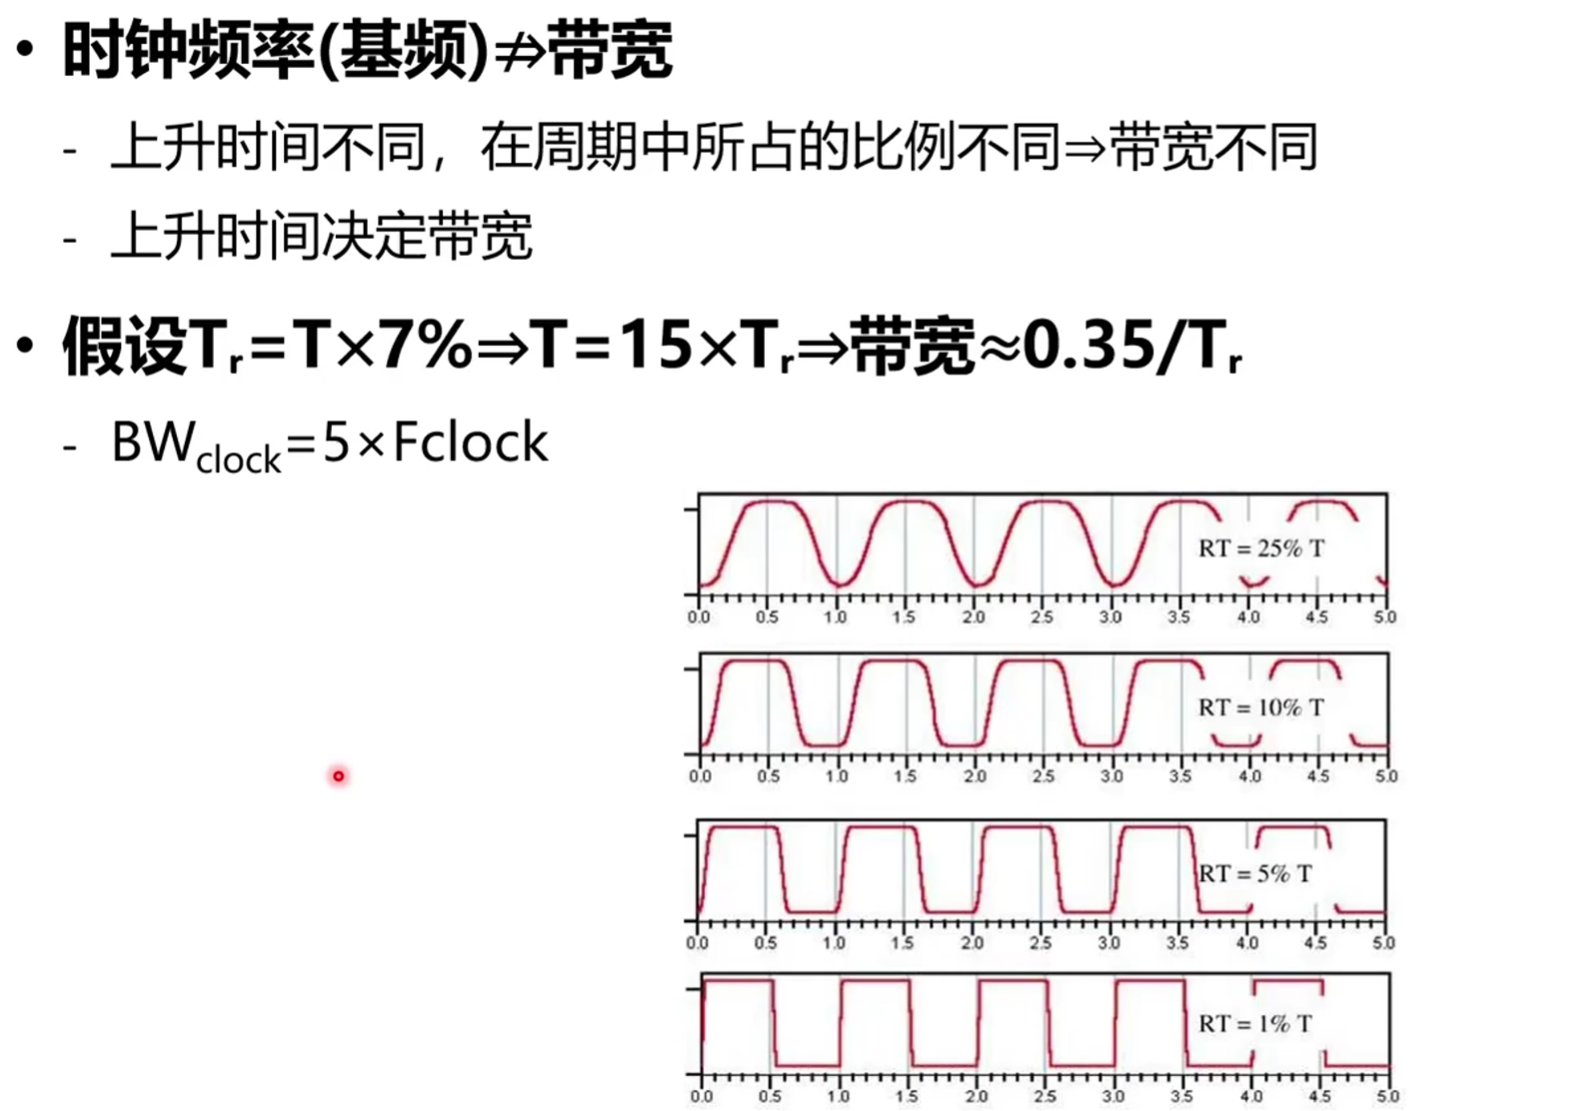 • 时钟频率(基频)⇏带宽
- 上升时间不同，在周期中所占的比例不同⇒带宽不同
- 上升时间决定带宽
• 假设Tr=T×7%⇒T=15×Tr⇒带宽≈0.35/Tr
- BWclock=5×Fclock
RT = 25% T
0.0 0.5 1.0 1.5 2.0 2.5 3.0 3.5 4.0 4.5 5.0
RT = 10% T
0.0 0.5 1.0 1.5 2.0 2.5 3.0 3.5 4.0 4.5 5.0
RT = 5% T
0.0 0.5 1.0 1.5 2.0 2.5 3.0 3.5 4.0 4.5 5.0
RT = 1% T
0.0 0.5 1.0 1.5 2.0 2.5 3.0 3.5 4.0 4.5 5.0